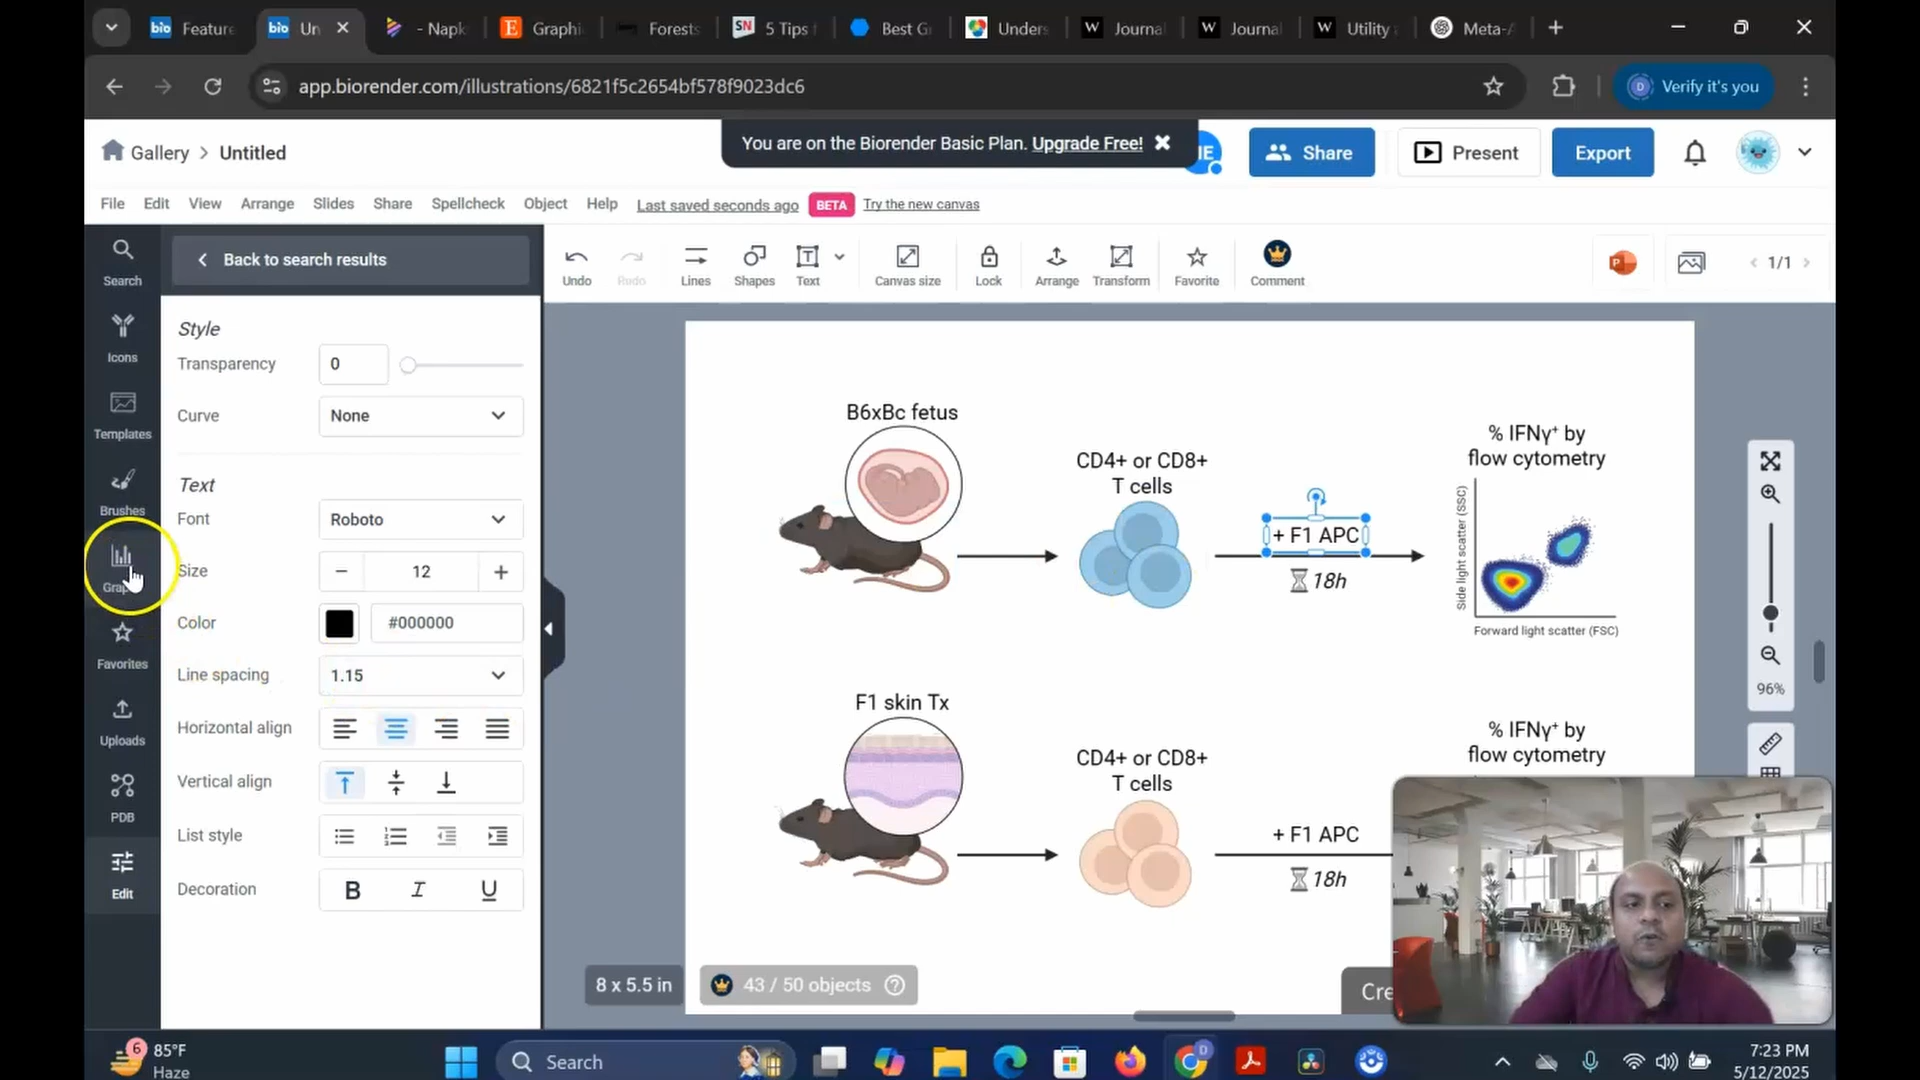 Feature
Un
- Napk
Graphi
Forests
SN
5 Tips f
Best G
Unders
Journal
Journal
Utility
Meta-A
app.biorender.com/illustrations/6821f5c2654bf578f9023dc6
D
Verify it's you
Gallery > Untitled
You are on the Biorender Basic Plan. Upgrade Free!
IE
Share
Present
Export
File
Edit
View
Arrange
Slides
Share
Spellcheck
Object
Help
Last saved seconds ago
BETA
Try the new canvas
Search
Icons
Templates
Brushes
Favorites
Uploads
PDB
Edit
Back to search results
Style
Transparency
0
Curve
None
Text
Font
Roboto
Size
12
Color
#000000
Line spacing
1.15
Horizontal align
Vertical align
List style
Decoration
B
I
U
Undo
Redo
Lines
Shapes
Text
Canvas size
Lock
Arrange
Transform
Favorite
Comment
1/1
B6xBc fetus
CD4+ or CD8+
T cells
+ F1 APC
18h
% IFNγ⁺ by
flow cytometry
Side light scatter (SSC)
Forward light scatter (FSC)
F1 skin Tx
CD4+ or CD8+
T cells
+ F1 APC
18h
% IFNγ⁺ by
flow cytometry
96%
8 x 5.5 in
43 / 50 objects
Cre
6
85°F
Haze
Search
7:23 PM
5/12/2025